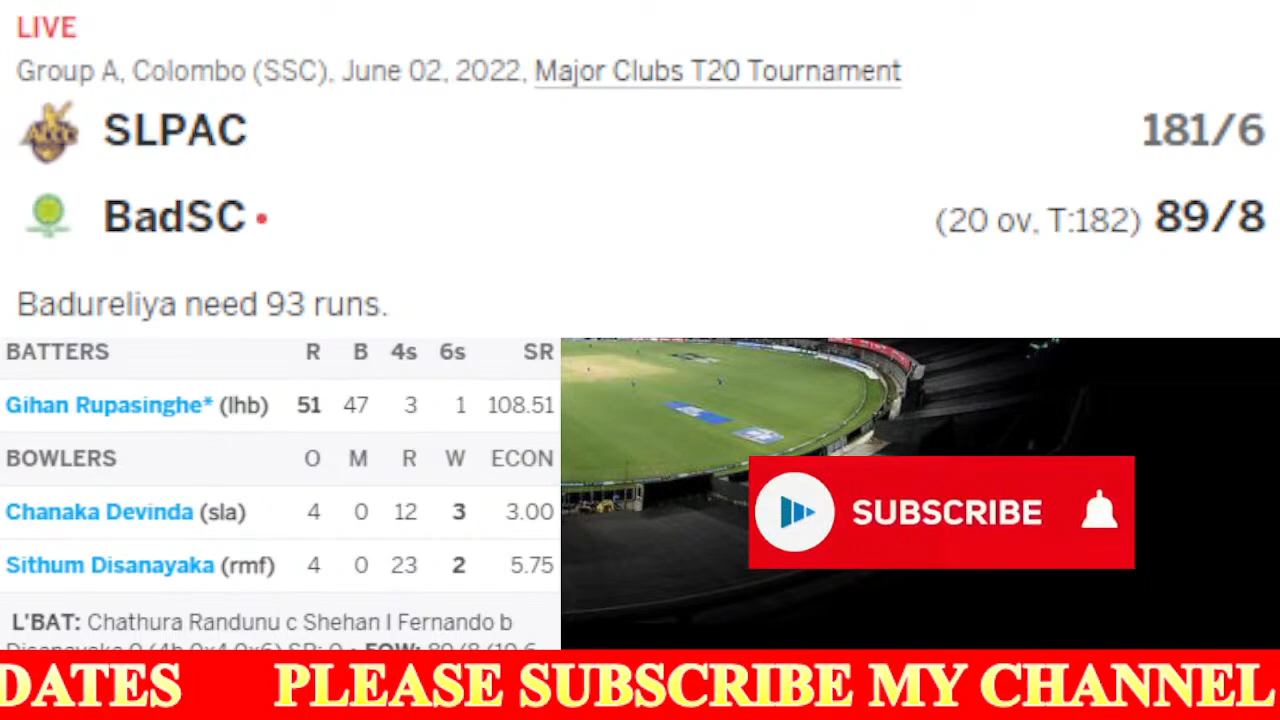 LIVE
Group A, Colombo (SSC), June 02, 2022, Major Clubs T20 Tournament
SLPAC 181/6
BadSC (20 ov, T:182) 89/8
Badureliya need 93 runs.
BATTERS R B 4s 6s SR
Gihan Rupasinghe* (lhb) 51 47 3 1 108.51
BOWLERS O M R W ECON
Chanaka Devinda (sla) 4 0 12 3 3.00
Sithum Disanayaka (rmf) 4 0 23 2 5.75
L'BAT: Chathura Randunu c Shehan I Fernando b
SUBSCRIBE
DATES PLEASE SUBSCRIBE MY CHANNEL